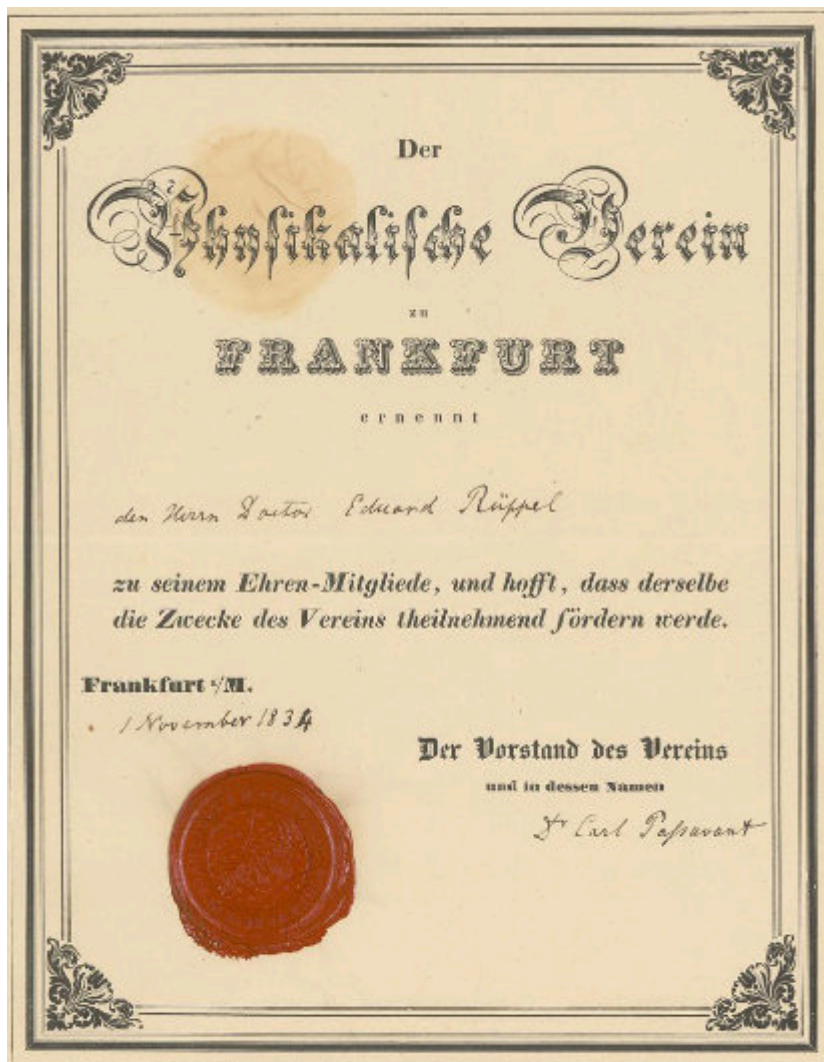 Der
Physikalische Verein
zu
FRANKFURT
ernennt
den Herrn Doctor Eduard Rüppel
zu seinem Ehren-Mitgliede, und hofft, dass derselbe
die Zwecke des Vereins theilnehmend fördern werde.
Frankfurt a/M.
1 November 1834
Der Vorstand des Vereins
und in dessen Namen
Dr Carl Paſsavant